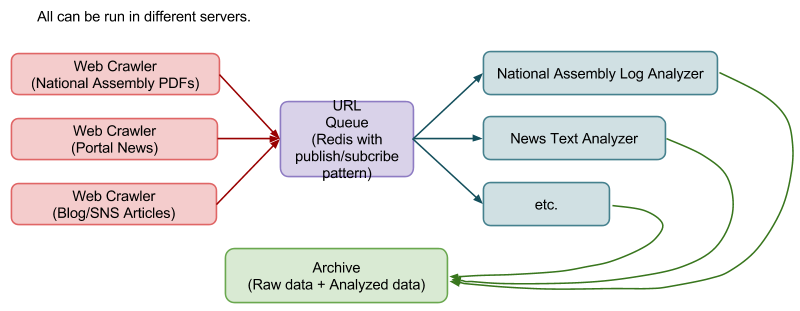 All can be run in different servers.
Web Crawler
(National Assembly PDFs)
Web Crawler
(Portal News)
Web Crawler
(Blog/SNS Articles)
URL
Queue
(Redis with
publish/subcribe
pattern)
National Assembly Log Analyzer
News Text Analyzer
etc.
Archive
(Raw data + Analyzed data)